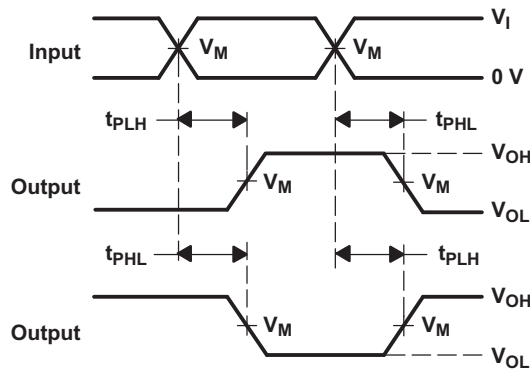 V_I
Input V_M V_M
0 V
t_PLH t_PHL
V_OH
Output V_M V_M
V_OL
t_PHL t_PLH
V_OH
Output V_M V_M
V_OL